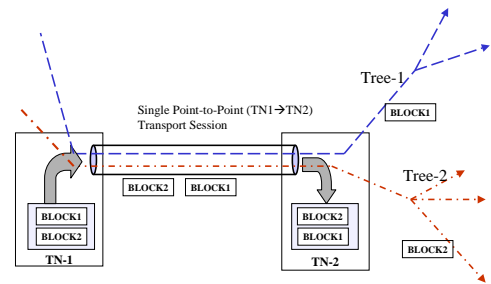 Tree-1
Single Point-to-Point (TN1→TN2)
Transport Session
BLOCK1
Tree-2
BLOCK2
BLOCK1
BLOCK1
BLOCK2
TN-1
BLOCK2
BLOCK1
TN-2
BLOCK2